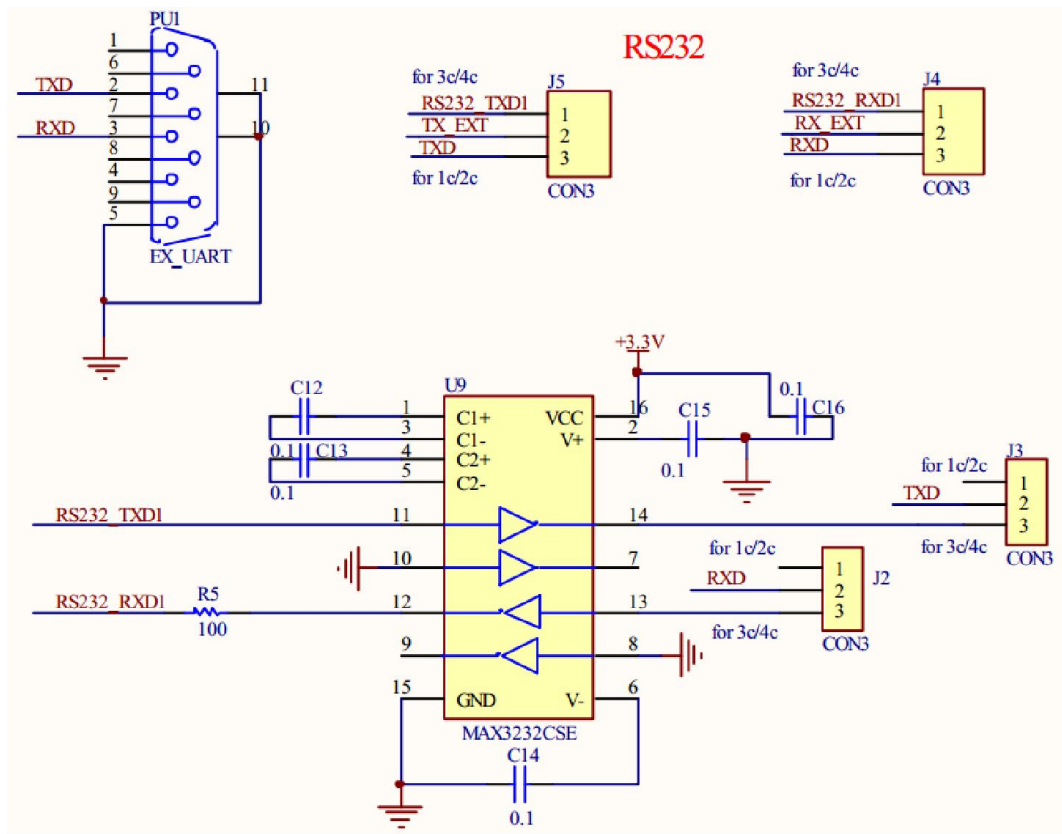 PU1
1
6
TXD 2
7
RXD 3
8
4
9
5
11
10
EX_UART
RS232
for 3c/4c
J5
RS232_TXD1 1
TX_EXT 2
TXD 3
for 1c/2c
CON3
for 3c/4c
J4
RS232_RXD1 1
RX_EXT 2
RXD 3
for 1c/2c
CON3
+3.3V
U9
C12
0.1
C13
0.1
1 C1+
3 C1-
4 C2+
5 C2-
VCC 16
V+ 2
C15
0.1
0.1
C16
RS232_TXD1 11
14
10
7
RS232_RXD1 R5 12
100
13
9
8
15 GND
V- 6
MAX3232CSE
C14
0.1
J3
for 1c/2c 1
TXD 2
3
for 3c/4c
CON3
for 1c/2c 1
J2
RXD 2
3
for 3c/4c
CON3